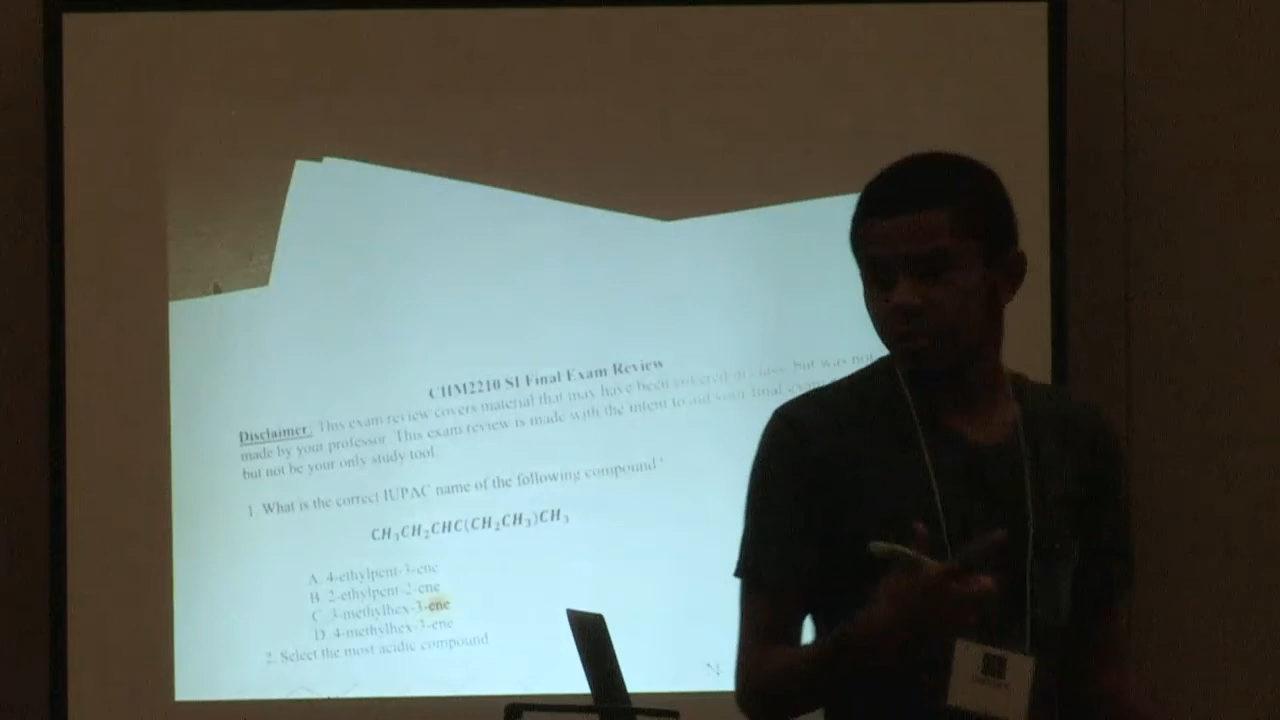 CHM2210 SI Final Exam Review
Disclaimer: This exam review covers material that may have been covered in class, but was not
made by your professor. This exam review is made with the intent to aid your final exam
but not be your only study tool.
1. What is the correct IUPAC name of the following compound?
CH₃CH₂CHC(CH₂CH₃)CH₃
A. 4-ethylpent-3-ene
B. 2-ethylpent-2-ene
C. 3-methylhex-3-ene
D. 4-methylhex-3-ene
2. Select the most acidic compound